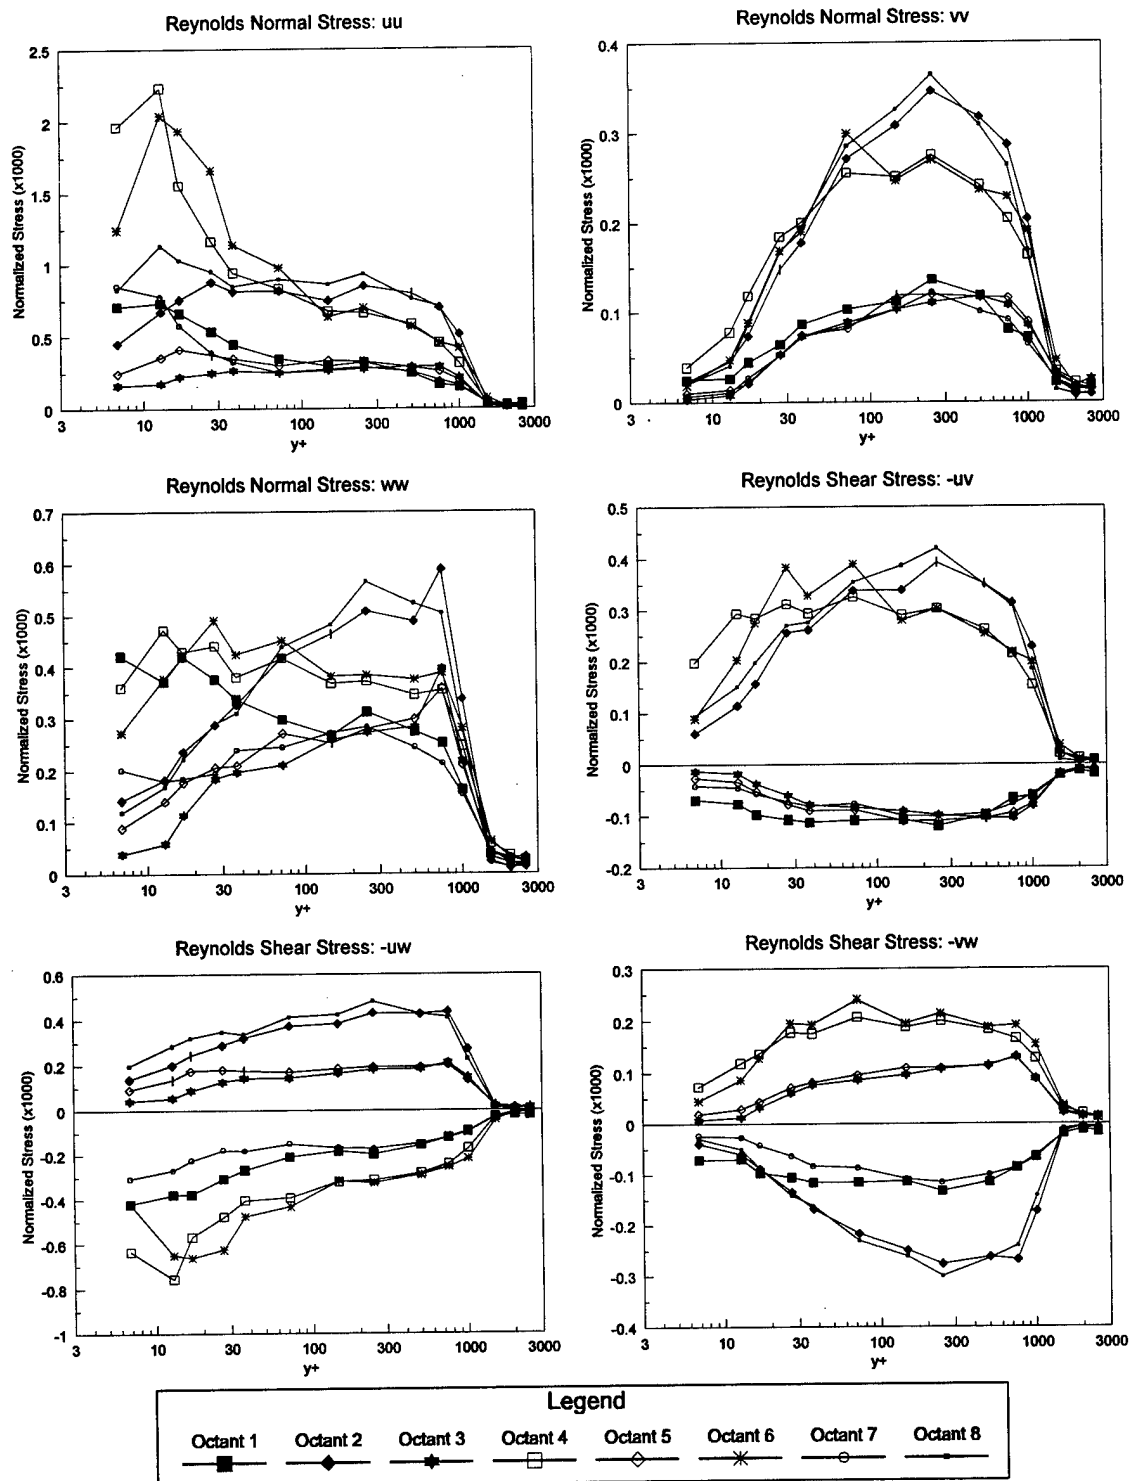 Reynolds Normal Stress: uu
Normalized Stress (x1000)
2.5
2
1.5
1
0.5
0
3 10 30 100 300 1000 3000
y+
Reynolds Normal Stress: vv
Normalized Stress (x1000)
0.4
0.3
0.2
0.1
0
3 10 30 100 300 1000 3000
y+
Reynolds Normal Stress: ww
Normalized Stress (x1000)
0.7
0.6
0.5
0.4
0.3
0.2
0.1
0
3 10 30 100 300 1000 3000
y+
Reynolds Shear Stress: -uv
Normalized Stress (x1000)
0.5
0.4
0.3
0.2
0.1
0
-0.1
-0.2
3 10 30 100 300 1000 3000
y+
Reynolds Shear Stress: -uw
Normalized Stress (x1000)
0.6
0.4
0.2
0
-0.2
-0.4
-0.6
-0.8
-1
3 10 30 100 300 1000 3000
y+
Reynolds Shear Stress: -vw
Normalized Stress (x1000)
0.3
0.2
0.1
0
-0.1
-0.2
-0.3
-0.4
3 10 30 100 300 1000 3000
y+
Legend
Octant 1 Octant 2 Octant 3 Octant 4 Octant 5 Octant 6 Octant 7 Octant 8